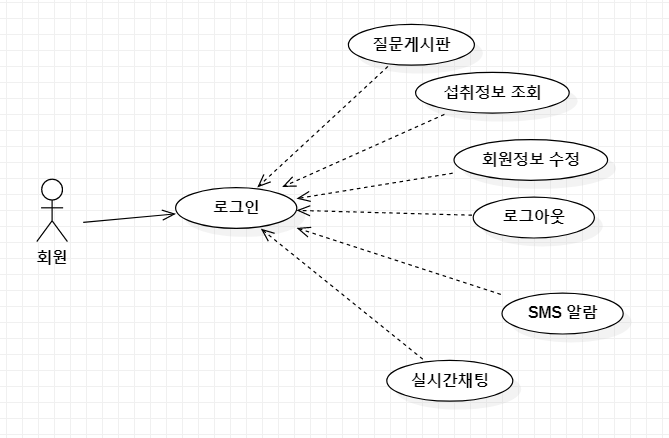 질문게시판
섭취정보 조회
회원정보 수정
로그인
로그아웃
회원
SMS 알람
실시간채팅